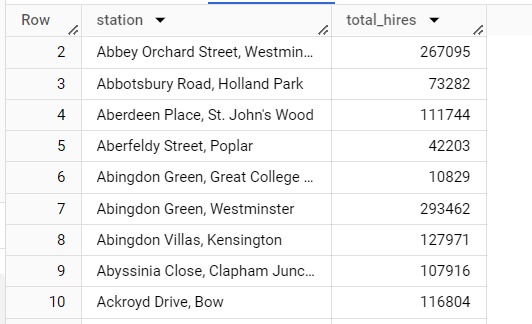 Row station total_hires
2 Abbey Orchard Street, Westmin... 267095
3 Abbotsbury Road, Holland Park 73282
4 Aberdeen Place, St. John's Wood 111744
5 Aberfeldy Street, Poplar 42203
6 Abingdon Green, Great College ... 10829
7 Abingdon Green, Westminster 293462
8 Abingdon Villas, Kensington 127971
9 Abyssinia Close, Clapham Junc... 107916
10 Ackroyd Drive, Bow 116804